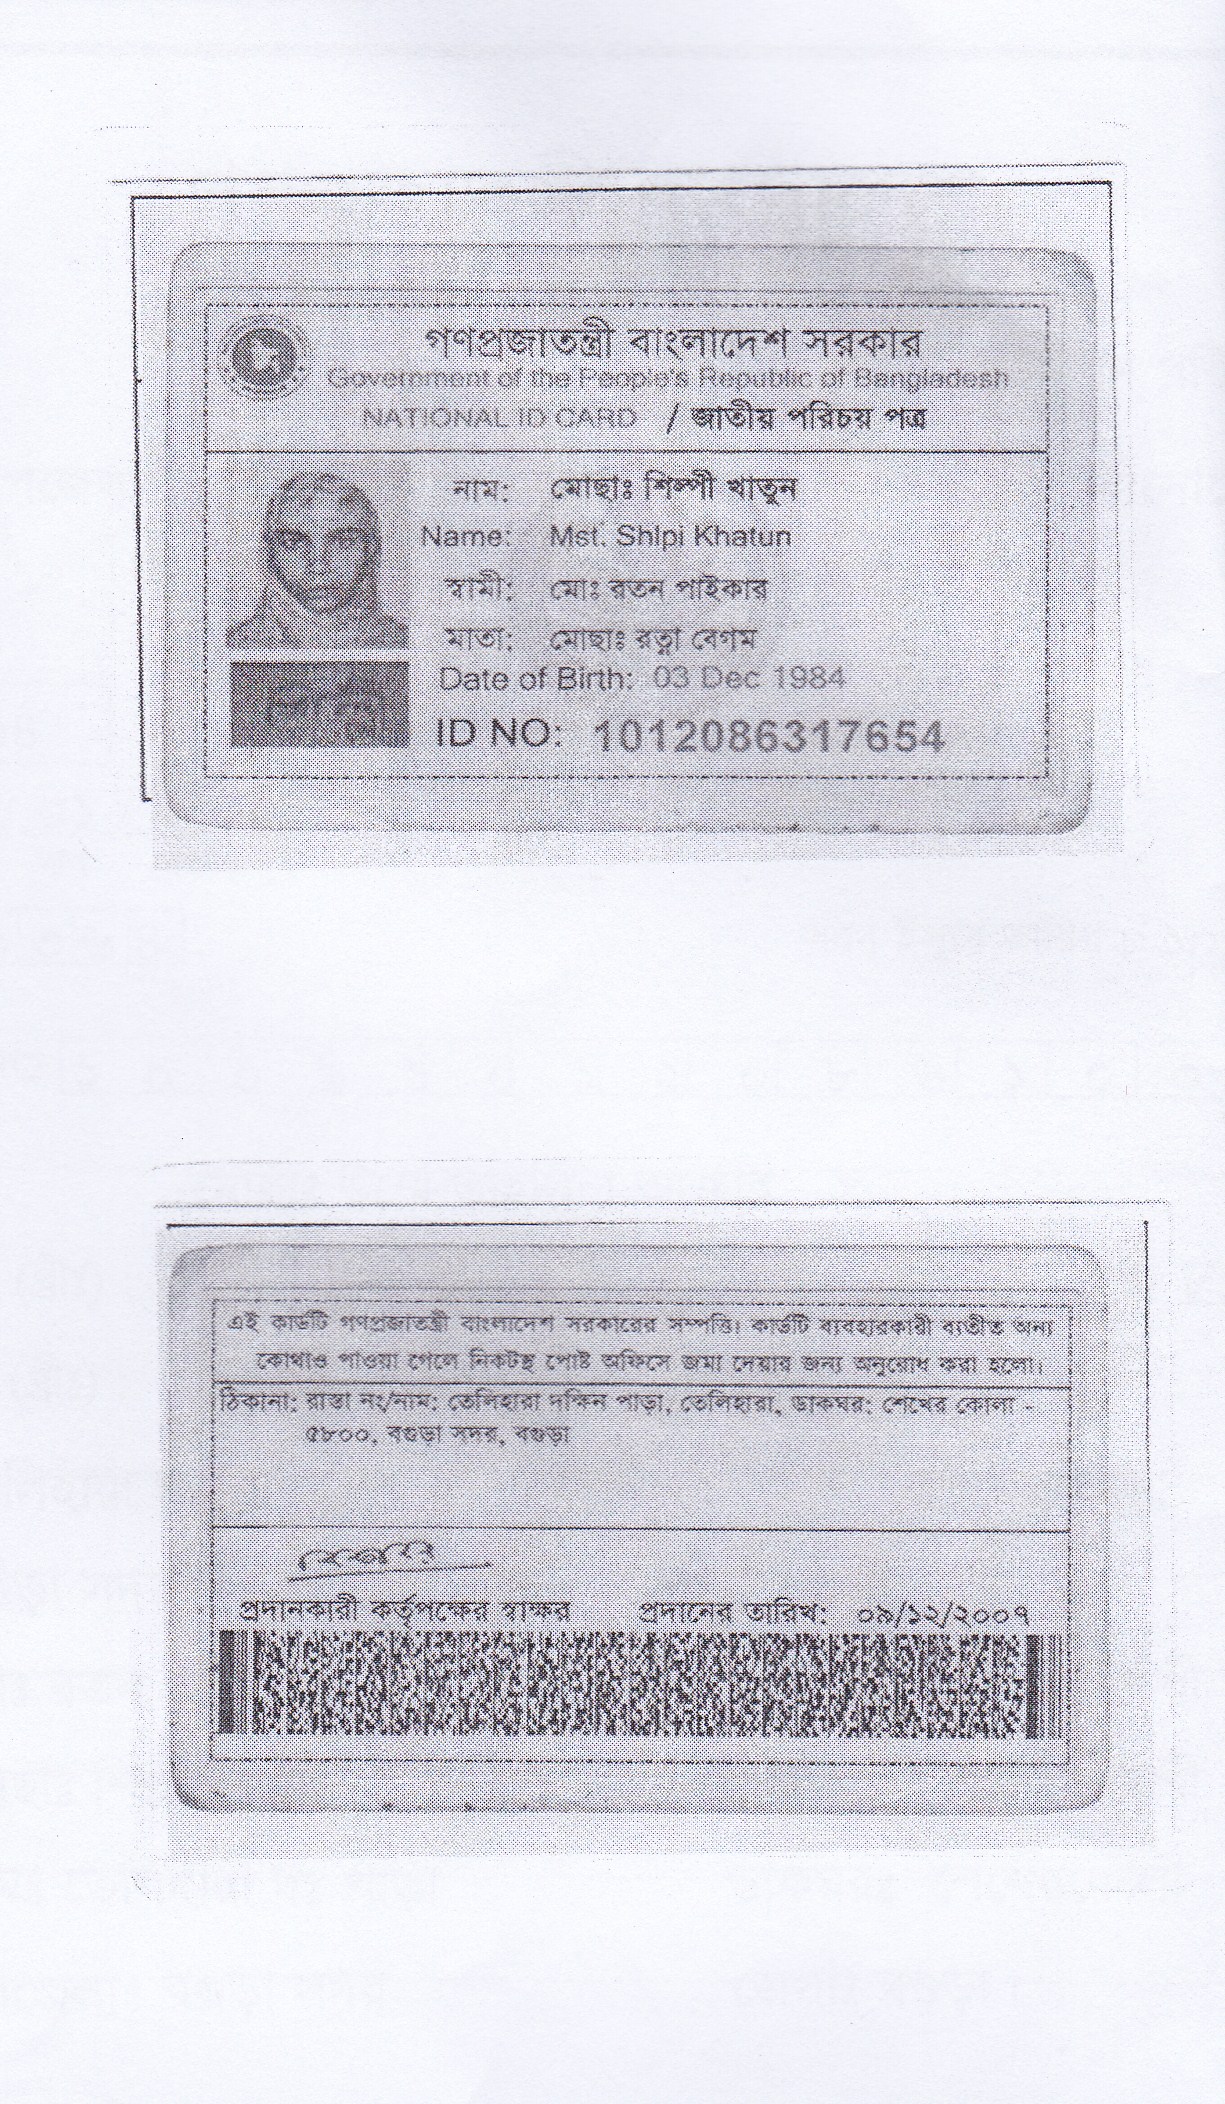 গণপ্রজাতন্ত্রী বাংলাদেশ সরকার
Government of the People's Republic of Bangladesh
NATIONAL ID CARD / জাতীয় পরিচয় পত্র
নাম: মোছাঃ শিল্পী খাতুন
Name: Mst. Shlpi Khatun
স্বামী: মোঃ রতন পাইকার
মাতা: মোছাঃ রত্না বেগম
Date of Birth: 03 Dec 1984
ID NO: 1012086317654
এই কার্ডটি গণপ্রজাতন্ত্রী বাংলাদেশ সরকারের সম্পত্তি। কার্ডটি ব্যবহারকারী ব্যতীত অন্য
কোথাও পাওয়া গেলে নিকটস্থ পোষ্ট অফিসে জমা দেয়ার জন্য অনুরোধ করা হলো।
ঠিকানা: রাস্তা নং/নাম: তেলিহারা দক্ষিন পাড়া, তেলিহারা, ডাকঘর: শেখের কোলা -
৫৮০০, বগুড়া সদর, বগুড়া
প্রদানকারী কর্তৃপক্ষের স্বাক্ষর প্রদানের তারিখ: ০৯/১২/২০০৭